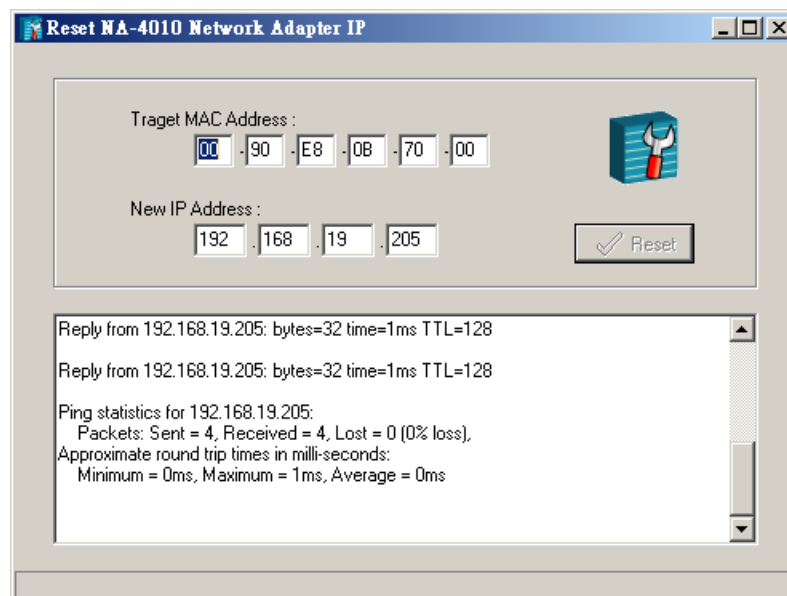 Reset NA-4010 Network Adapter IP
Traget MAC Address :
00 - 90 - E8 - 0B - 70 - 00
New IP Address :
192 . 168 . 19 . 205
Reset
Reply from 192.168.19.205: bytes=32 time=1ms TTL=128
Reply from 192.168.19.205: bytes=32 time=1ms TTL=128
Ping statistics for 192.168.19.205:
Packets: Sent = 4, Received = 4, Lost = 0 (0% loss),
Approximate round trip times in milli-seconds:
Minimum = 0ms, Maximum = 1ms, Average = 0ms